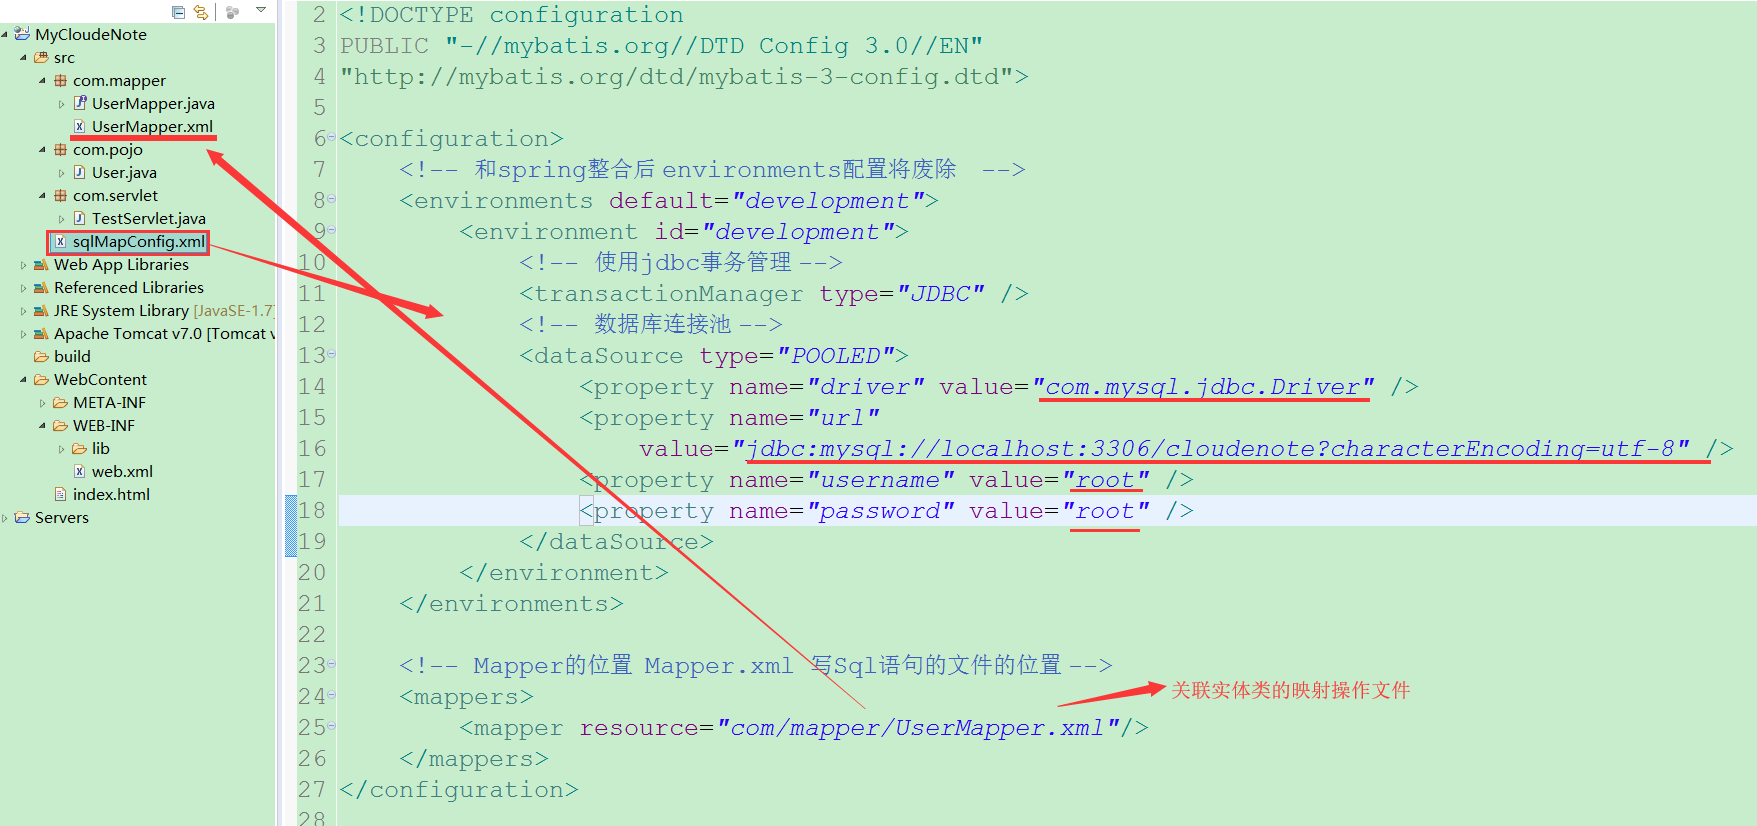 MyCloudeNote
src
com.mapper
UserMapper.java
UserMapper.xml
com.pojo
User.java
com.servlet
TestServlet.java
sqlMapConfig.xml
Web App Libraries
Referenced Libraries
JRE System Library [JavaSE-1.7]
Apache Tomcat v7.0 [Tomcat v
build
WebContent
META-INF
WEB-INF
lib
web.xml
index.html
Servers
2 <!DOCTYPE configuration
3 PUBLIC "-//mybatis.org//DTD Config 3.0//EN"
4 "http://mybatis.org/dtd/mybatis-3-config.dtd">
5
6 <configuration>
7 <!-- 和spring整合后 environments配置将废除 -->
8 <environments default="development">
9 <environment id="development">
10 <!-- 使用jdbc事务管理 -->
11 <transactionManager type="JDBC" />
12 <!-- 数据库连接池 -->
13 <dataSource type="POOLED">
14 <property name="driver" value="com.mysql.jdbc.Driver" />
15 <property name="url"
16 value="jdbc:mysql://localhost:3306/cloudenote?characterEncoding=utf-8" />
17 <property name="username" value="root" />
18 <property name="password" value="root" />
19 </dataSource>
20 </environment>
21 </environments>
22
23 <!-- Mapper的位置 Mapper.xml 写Sql语句的文件的位置 -->
24 <mappers>
关联实体类的映射操作文件
25 <mapper resource="com/mapper/UserMapper.xml"/>
26 </mappers>
27 </configuration>
28